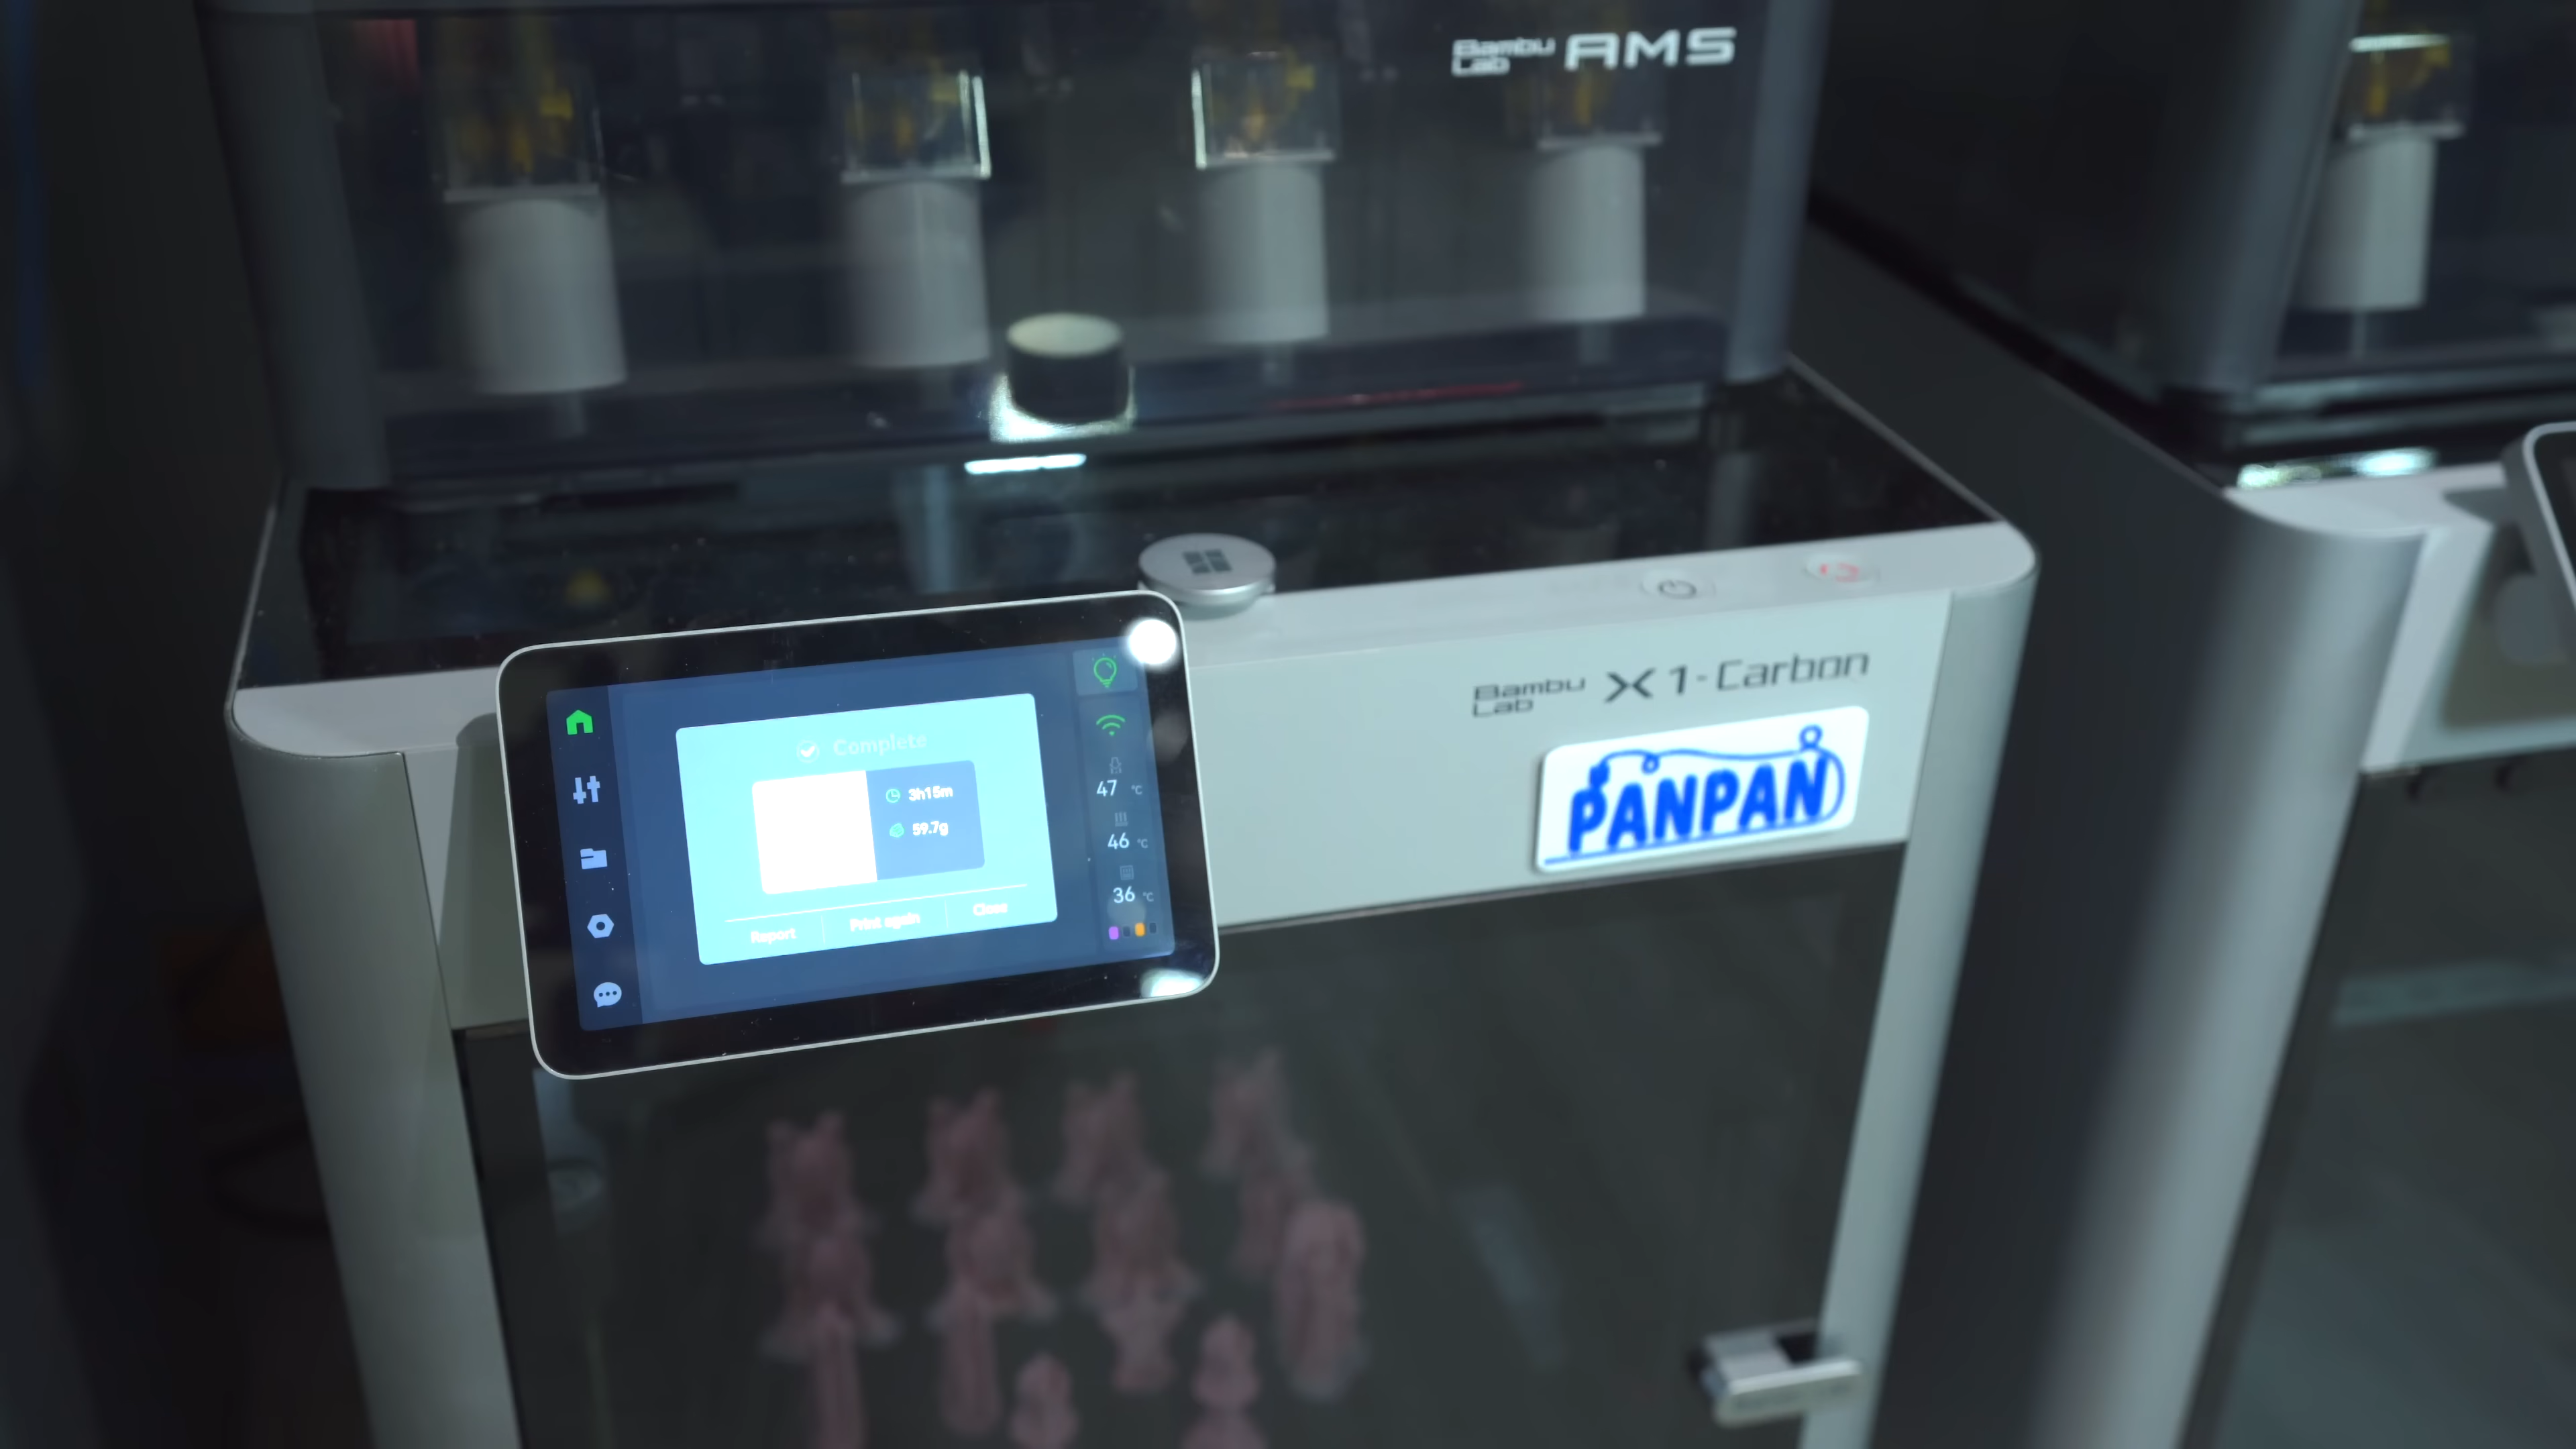 Bambu Lab AMS
Bambu Lab X1-Carbon
PANPAN
Complete
3h15m
59.7g
Report
Print again
Close
47 °C
46 °C
36 °C